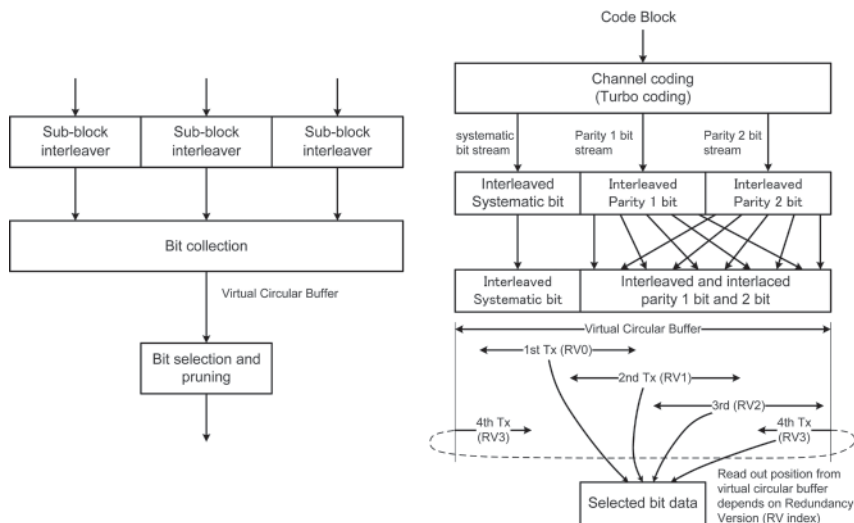 Sub-block
interleaver
Sub-block
interleaver
Sub-block
interleaver
Bit collection
Virtual Circular Buffer
Bit selection and
pruning
Code Block
Channel coding
(Turbo coding)
systematic
bit stream
Parity 1 bit
stream
Parity 2 bit
stream
Interleaved
Systematic bit
Interleaved
Parity 1 bit
Interleaved
Parity 2 bit
Interleaved
Systematic bit
Interleaved and interlaced
parity 1 bit and 2 bit
Virtual Circular Buffer
1st Tx (RV0)
2nd Tx (RV1)
3rd (RV2)
4th Tx
(RV3)
4th Tx
(RV3)
Selected bit data
Read out position from
virtual circular buffer
depends on Redundancy
Version (RV index)